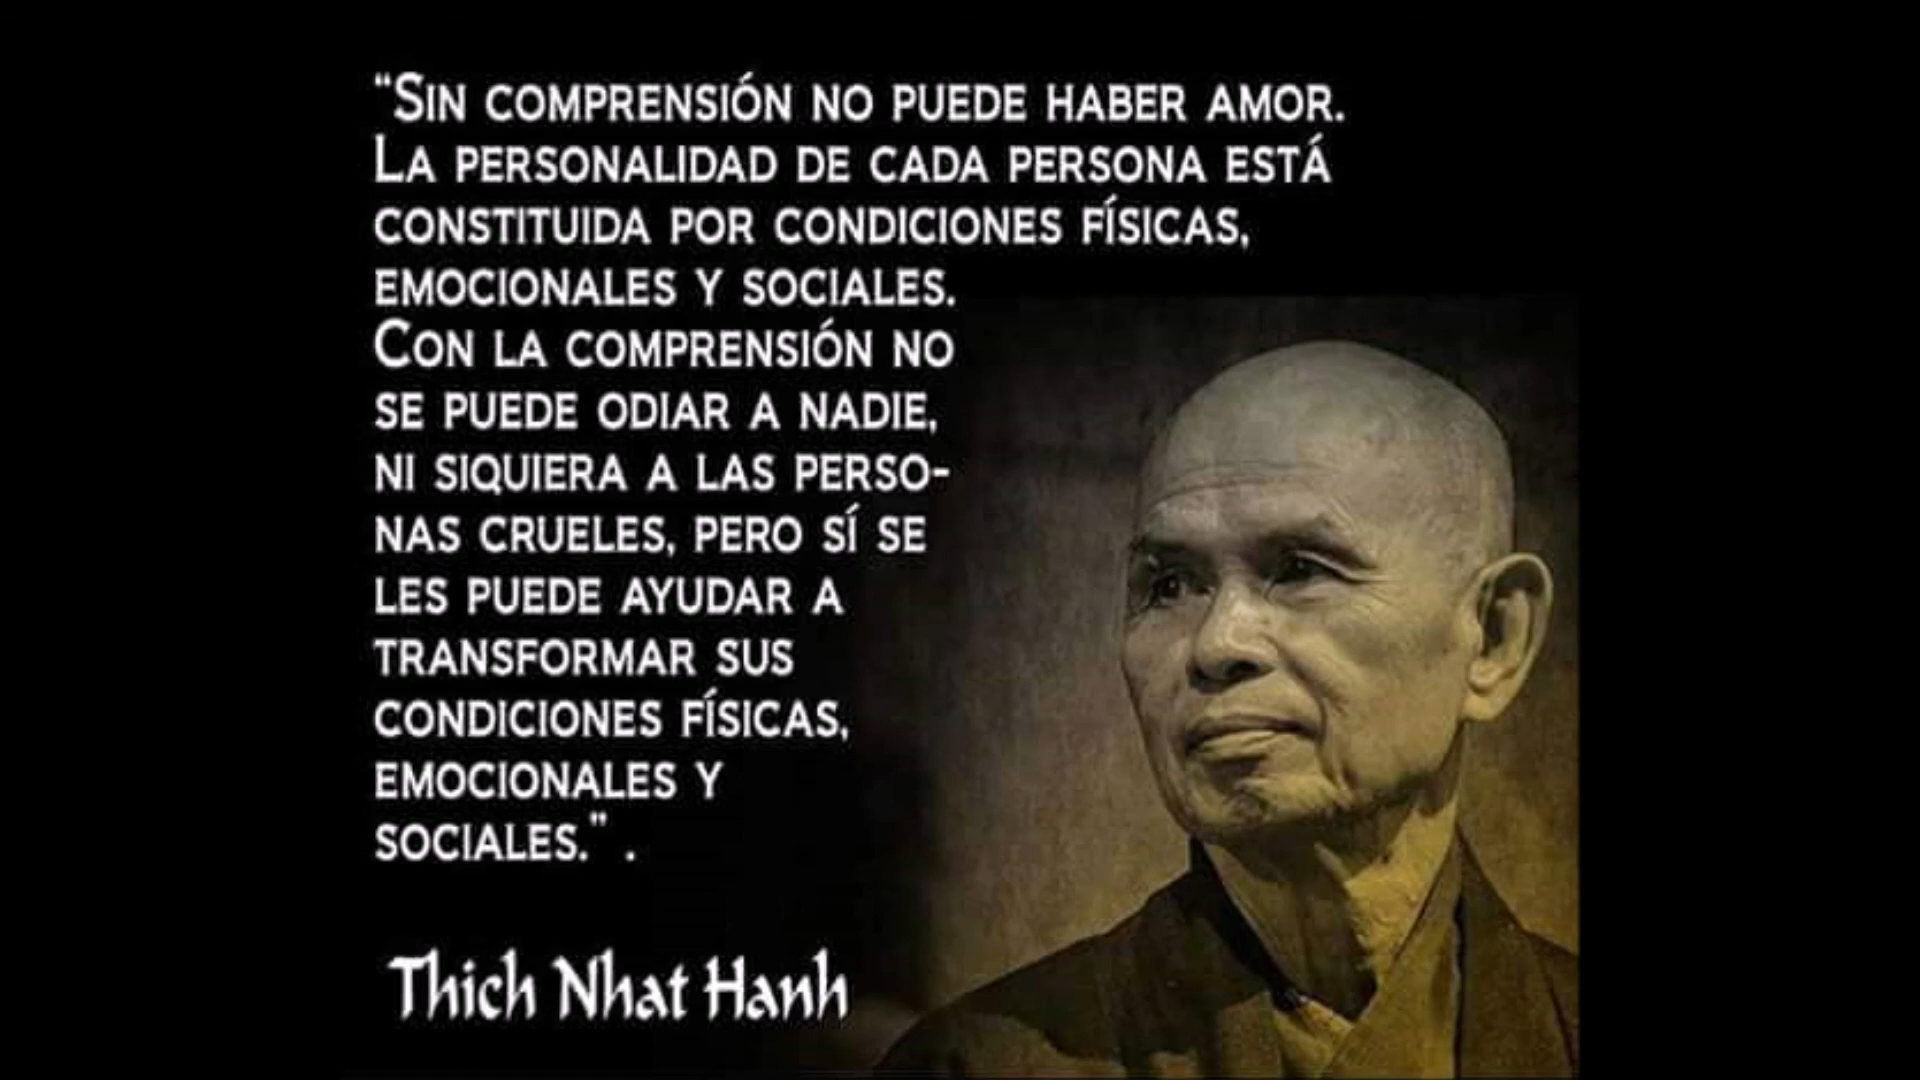 “Sin comprensión no puede haber amor.
La personalidad de cada persona está
constituida por condiciones físicas,
emocionales y sociales.
Con la comprensión no
se puede odiar a nadie,
ni siquiera a las perso-
nas crueles, pero sí se
les puede ayudar a
transformar sus
condiciones físicas,
emocionales y
sociales.” .
Thich Nhat Hanh